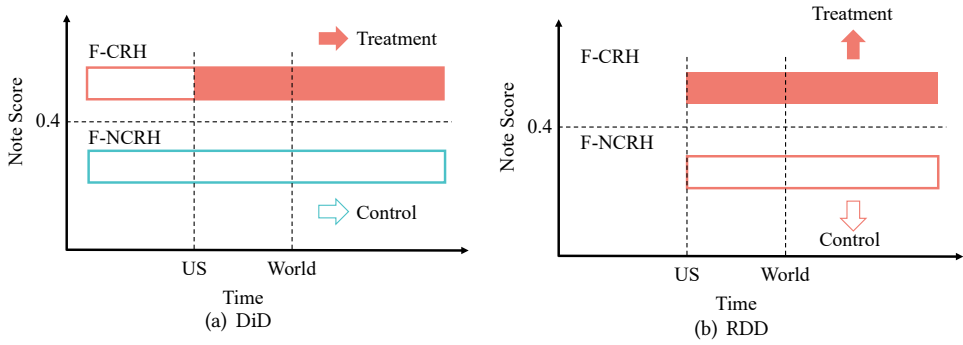 Note Score
0.4
F-CRH
F-NCRH
Treatment
Control
US
World
Time
(a) DiD
Note Score
0.4
Treatment
F-CRH
F-NCRH
Control
US
World
Time
(b) RDD